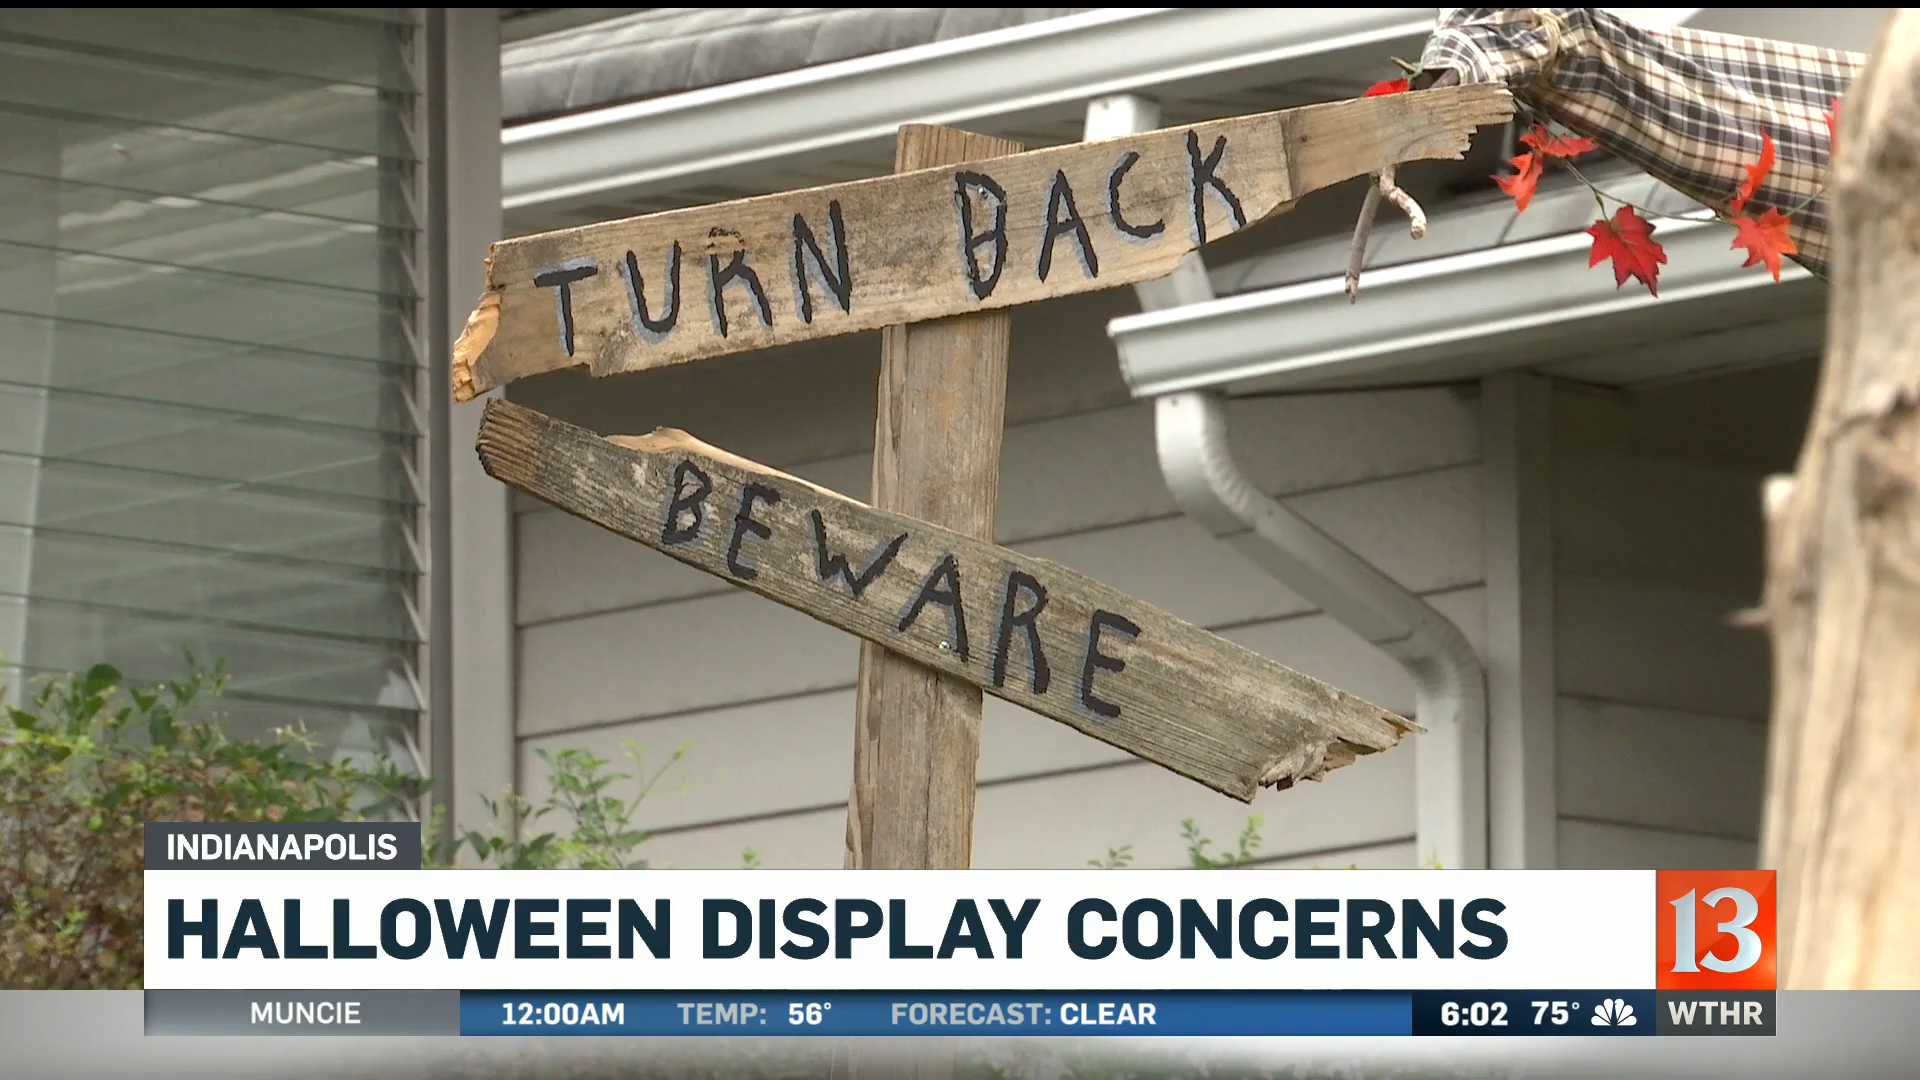 TURN BACK
BEWARE
INDIANAPOLIS
HALLOWEEN DISPLAY CONCERNS
13
MUNCIE 12:00AM TEMP: 56° FORECAST: CLEAR 6:02 75° WTHR